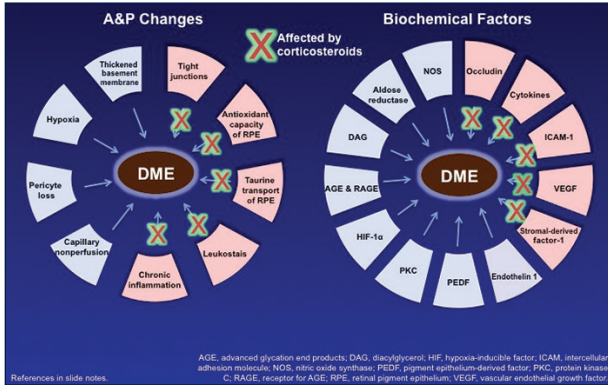 A&P Changes
Biochemical Factors
X Affected by
corticosteroids
Thickened
basement
membrane
Tight
junctions
Antioxidant
capacity
of RPE
Taurine
transport
of RPE
Leukostais
Chronic
inflammation
Capillary
nonperfusion
Pericyte
loss
Hypoxia
DME
X
X
X
X
X
NOS
Occludin
Cytokines
ICAM-1
VEGF
Stromal-derived
factor-1
Endothelin 1
PEDF
PKC
HIF-1α
AGE & RAGE
DAG
Aldose
reductase
DME
X
X
X
X
X
AGE, advanced glycation end products; DAG, diacylglycerol; HIF, hypoxia-inducible factor; ICAM, intercellular
adhesion molecule; NOS, nitric oxide synthase; PEDF, pigment epithelium-derived factor; PKC, protein kinase
C; RAGE, receptor for AGE; RPE, retinal pigment epithelium; VEGF, vascular endothelial growth factor.
References in slide notes.